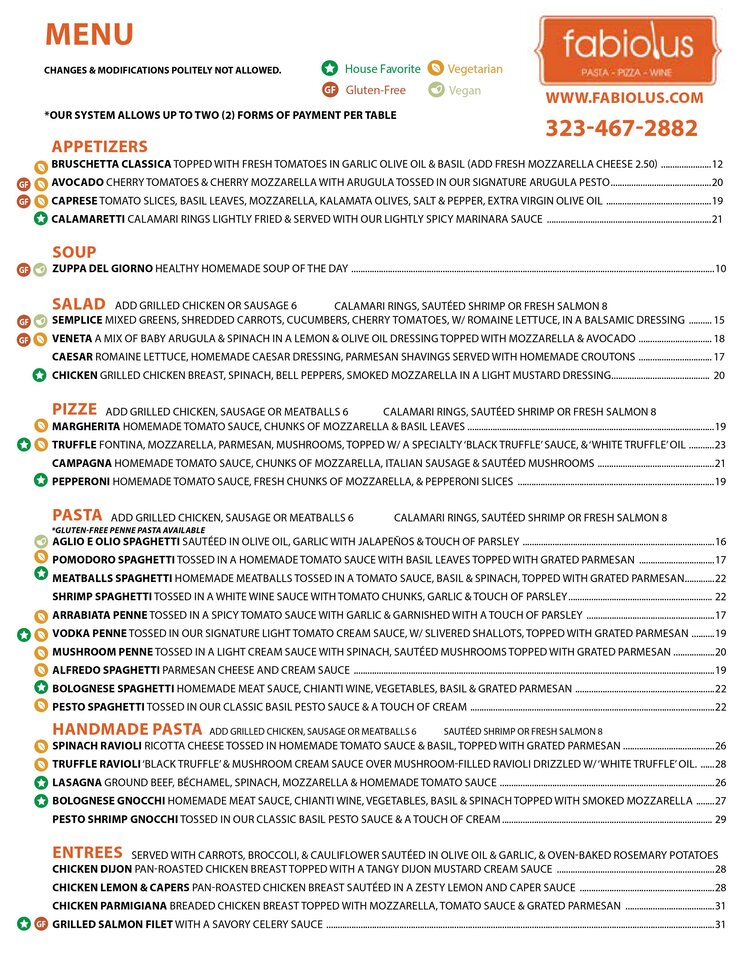 MENU
fabiolus
PASTA - PIZZA - WINE
CHANGES & MODIFICATIONS POLITELY NOT ALLOWED.
House Favorite Vegetarian
GF Gluten-Free Vegan
WWW.FABIOLUS.COM
*OUR SYSTEM ALLOWS UP TO TWO (2) FORMS OF PAYMENT PER TABLE
323-467-2882
APPETIZERS
BRUSCHETTA CLASSICA TOPPED WITH FRESH TOMATOES IN GARLIC OLIVE OIL & BASIL (ADD FRESH MOZZARELLA CHEESE 2.50) ....................12
GF AVOCADO CHERRY TOMATOES & CHERRY MOZZARELLA WITH ARUGULA TOSSED IN OUR SIGNATURE ARUGULA PESTO........................................20
GF CAPRESE TOMATO SLICES, BASIL LEAVES, MOZZARELLA, KALAMATA OLIVES, SALT & PEPPER, EXTRA VIRGIN OLIVE OIL ..........................................19
CALAMARETTI CALAMARI RINGS LIGHTLY FRIED & SERVED WITH OUR LIGHTLY SPICY MARINARA SAUCE ..................................................................21
SOUP
GF ZUPPA DEL GIORNO HEALTHY HOMEMADE SOUP OF THE DAY ........................................................................................................................10
SALAD ADD GRILLED CHICKEN OR SAUSAGE 6 CALAMARI RINGS, SAUTÉED SHRIMP OR FRESH SALMON 8
GF SEMPLICE MIXED GREENS, SHREDDED CARROTS, CUCUMBERS, CHERRY TOMATOES, W/ ROMAINE LETTUCE, IN A BALSAMIC DRESSING .......... 15
GF VENETA A MIX OF BABY ARUGULA & SPINACH IN A LEMON & OLIVE OIL DRESSING TOPPED WITH MOZZARELLA & AVOCADO ............................. 18
CAESAR ROMAINE LETTUCE, HOMEMADE CAESAR DRESSING, PARMESAN SHAVINGS SERVED WITH HOMEMADE CROUTONS ............................. 17
CHICKEN GRILLED CHICKEN BREAST, SPINACH, BELL PEPPERS, SMOKED MOZZARELLA IN A LIGHT MUSTARD DRESSING...................................... 20
PIZZE ADD GRILLED CHICKEN, SAUSAGE OR MEATBALLS 6 CALAMARI RINGS, SAUTÉED SHRIMP OR FRESH SALMON 8
MARGHERITA HOMEMADE TOMATO SAUCE, CHUNKS OF MOZZARELLA & BASIL LEAVES ..............................................................................19
TRUFFLE FONTINA, MOZZARELLA, PARMESAN, MUSHROOMS, TOPPED W/ A SPECIALTY ‘BLACK TRUFFLE’ SAUCE, & ‘WHITE TRUFFLE’ OIL ...........23
CAMPAGNA HOMEMADE TOMATO SAUCE, CHUNKS OF MOZZARELLA, ITALIAN SAUSAGE & SAUTÉED MUSHROOMS ..........................................21
PEPPERONI HOMEMADE TOMATO SAUCE, FRESH CHUNKS OF MOZZARELLA, & PEPPERONI SLICES ..................................................................19
PASTA ADD GRILLED CHICKEN, SAUSAGE OR MEATBALLS 6 CALAMARI RINGS, SAUTÉED SHRIMP OR FRESH SALMON 8
*GLUTEN-FREE PENNE PASTA AVAILABLE
AGLIO E OLIO SPAGHETTI SAUTÉED IN OLIVE OIL, GARLIC WITH JALAPEÑOS & TOUCH OF PARSLEY ................................................................16
POMODORO SPAGHETTI TOSSED IN A HOMEMADE TOMATO SAUCE WITH BASIL LEAVES TOPPED WITH GRATED PARMESAN ..........................17
MEATBALLS SPAGHETTI HOMEMADE MEATBALLS TOSSED IN A TOMATO SAUCE, BASIL & SPINACH, TOPPED WITH GRATED PARMESAN...........22
SHRIMP SPAGHETTI TOSSED IN A WHITE WINE SAUCE WITH TOMATO CHUNKS, GARLIC & TOUCH OF PARSLEY................................................ 22
ARRABIATA PENNE TOSSED IN A SPICY TOMATO SAUCE WITH GARLIC & GARNISHED WITH A TOUCH OF PARSLEY ..........................................17
VODKA PENNE TOSSED IN OUR SIGNATURE LIGHT TOMATO CREAM SAUCE, W/ SLIVERED SHALLOTS, TOPPED WITH GRATED PARMESAN .........19
MUSHROOM PENNE TOSSED IN A LIGHT CREAM SAUCE WITH SPINACH, SAUTÉED MUSHROOMS TOPPED WITH GRATED PARMESAN ...............20
ALFREDO SPAGHETTI PARMESAN CHEESE AND CREAM SAUCE ........................................................................................................................19
BOLOGNESE SPAGHETTI HOMEMADE MEAT SAUCE, CHIANTI WINE, VEGETABLES, BASIL & GRATED PARMESAN ..............................................22
PESTO SPAGHETTI TOSSED IN OUR CLASSIC BASIL PESTO SAUCE & A TOUCH OF CREAM .................................................................................22
HANDMADE PASTA ADD GRILLED CHICKEN, SAUSAGE OR MEATBALLS 6 SAUTÉED SHRIMP OR FRESH SALMON 8
SPINACH RAVIOLI RICOTTA CHEESE TOSSED IN HOMEMADE TOMATO SAUCE & BASIL, TOPPED WITH GRATED PARMESAN ..............................26
TRUFFLE RAVIOLI ‘BLACK TRUFFLE’ & MUSHROOM CREAM SAUCE OVER MUSHROOM-FILLED RAVIOLI DRIZZLED W/ ‘WHITE TRUFFLE’ OIL. .....28
LASAGNA GROUND BEEF, BÉCHAMEL, SPINACH, MOZZARELLA & HOMEMADE TOMATO SAUCE .......................................................................26
BOLOGNESE GNOCCHI HOMEMADE MEAT SAUCE, CHIANTI WINE, VEGETABLES, BASIL & SPINACH TOPPED WITH SMOKED MOZZARELLA .......27
PESTO SHRIMP GNOCCHI TOSSED IN OUR CLASSIC BASIL PESTO SAUCE & A TOUCH OF CREAM ...................................................................... 29
ENTREES SERVED WITH CARROTS, BROCCOLI, & CAULIFLOWER SAUTÉED IN OLIVE OIL & GARLIC, & OVEN-BAKED ROSEMARY POTATOES
CHICKEN DIJON PAN-ROASTED CHICKEN BREAST TOPPED WITH A TANGY DIJON MUSTARD CREAM SAUCE .....................................................28
CHICKEN LEMON & CAPERS PAN-ROASTED CHICKEN BREAST SAUTÉED IN A ZESTY LEMON AND CAPER SAUCE ..............................................28
CHICKEN PARMIGIANA BREADED CHICKEN BREAST TOPPED WITH MOZZARELLA, TOMATO SAUCE & GRATED PARMESAN ..............................31
GF GRILLED SALMON FILET WITH A SAVORY CELERY SAUCE .................................................................................................................................31